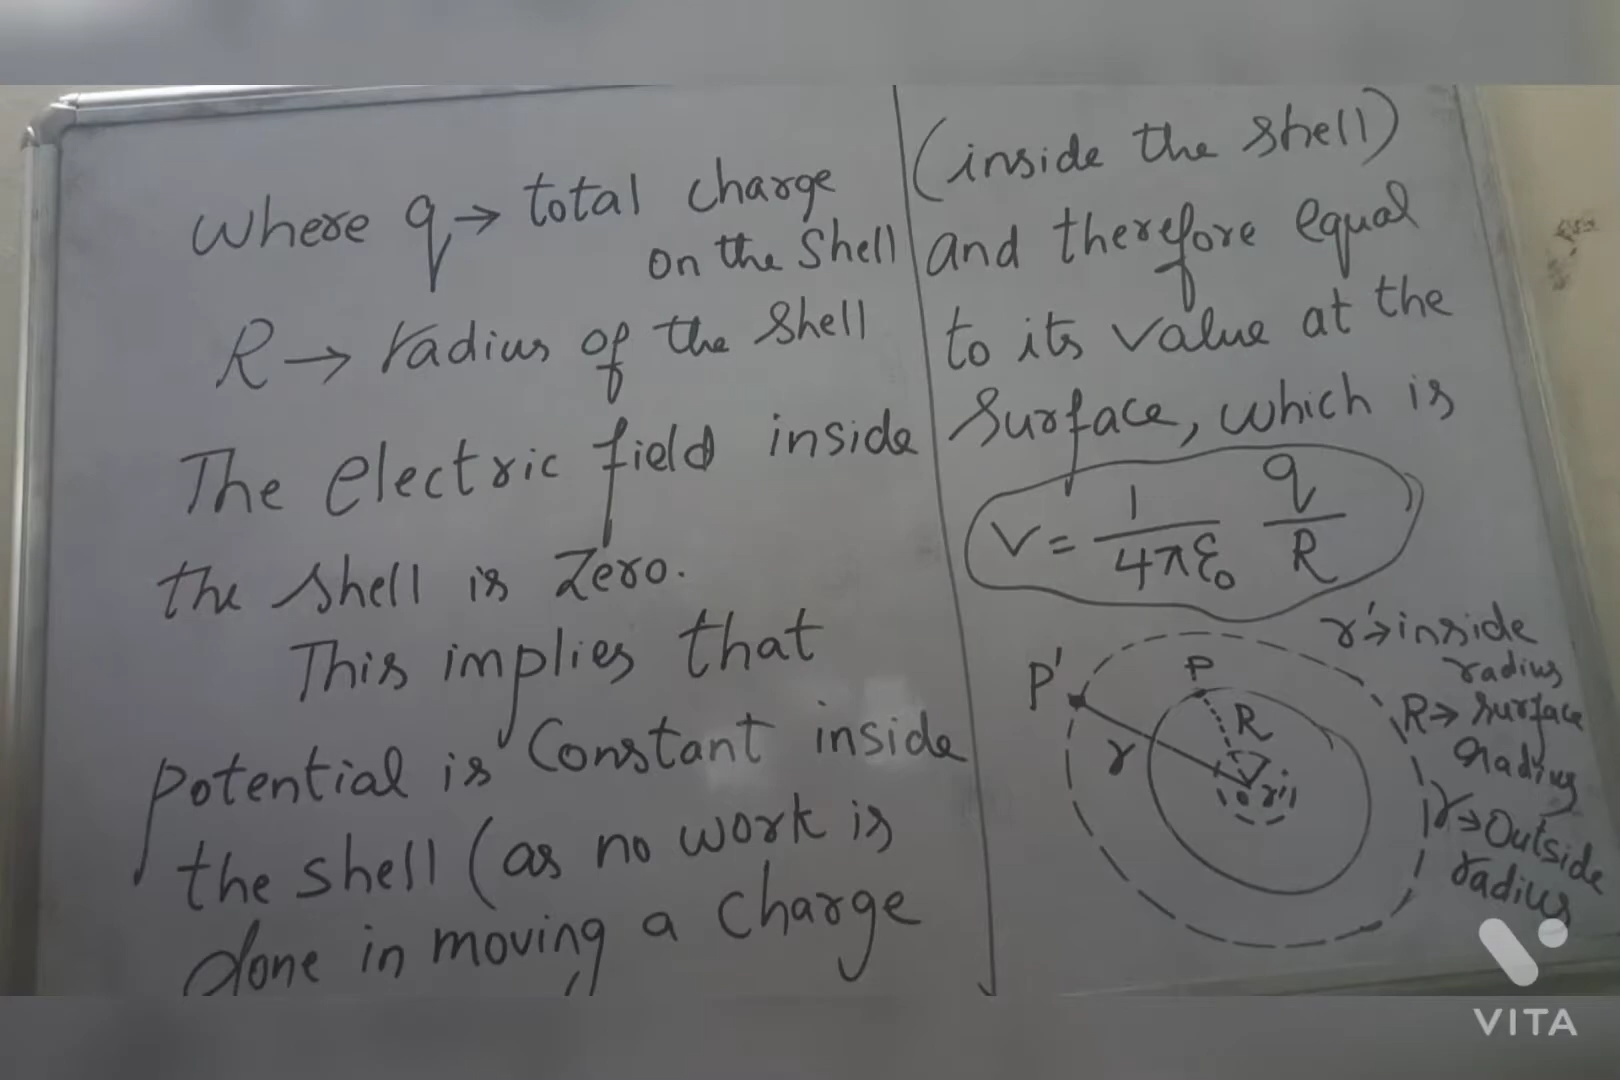 where q → total charge
on the shell
R → radius of the shell
The electric field inside
the shell is zero.
This implies that
potential is constant inside
the shell (as no work is
done in moving a charge
(inside the shell)
and therefore equal
to its value at the
surface, which is
V = 1/4πε₀ q/R
r' → inside
radius
R → surface
radius
r → outside
radius
P'
P
R
r
r'
VITA